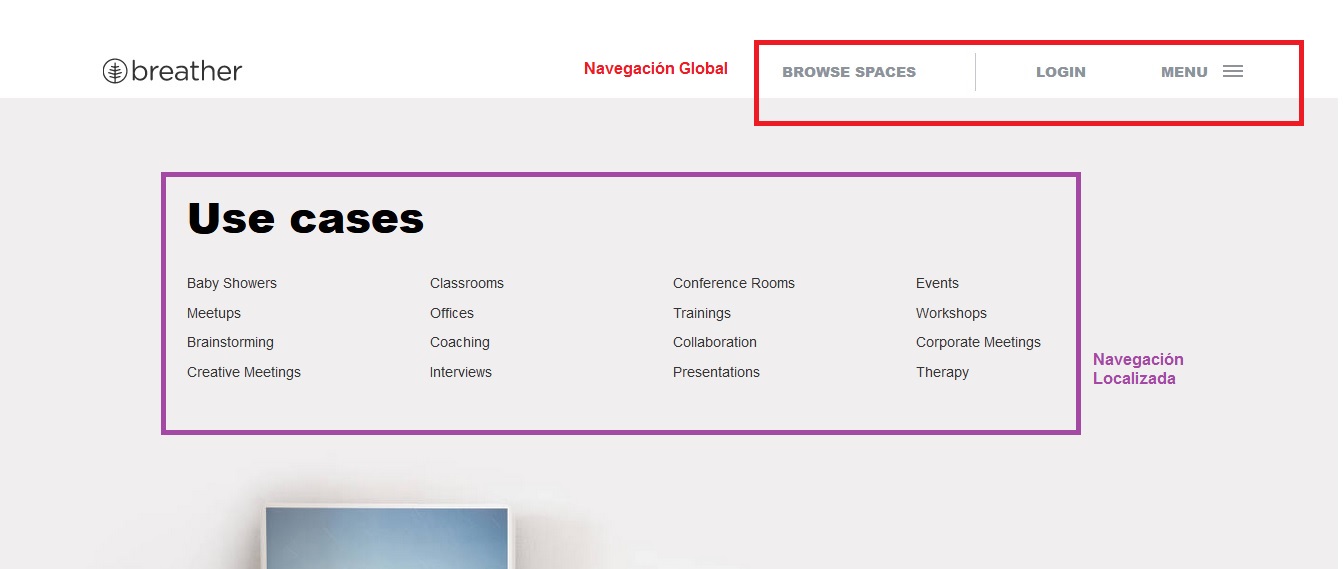 breather
Navegación Global
BROWSE SPACES
LOGIN
MENU
Use cases
Baby Showers Classrooms Conference Rooms Events
Meetups Offices Trainings Workshops
Brainstorming Coaching Collaboration Corporate Meetings
Creative Meetings Interviews Presentations Therapy
Navegación
Localizada